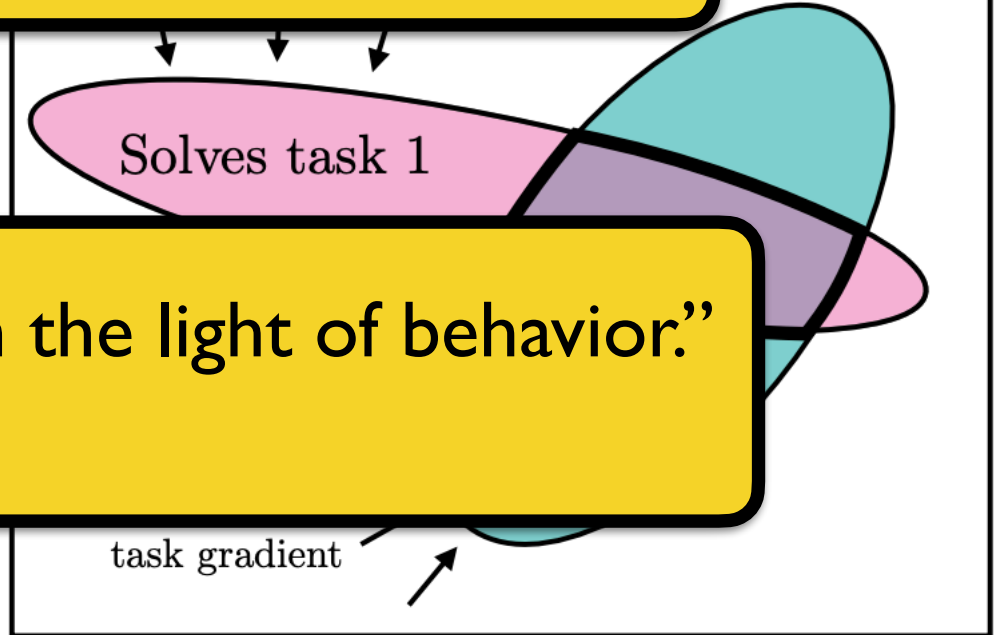 Solves task 1
the light of behavior.”
task gradient